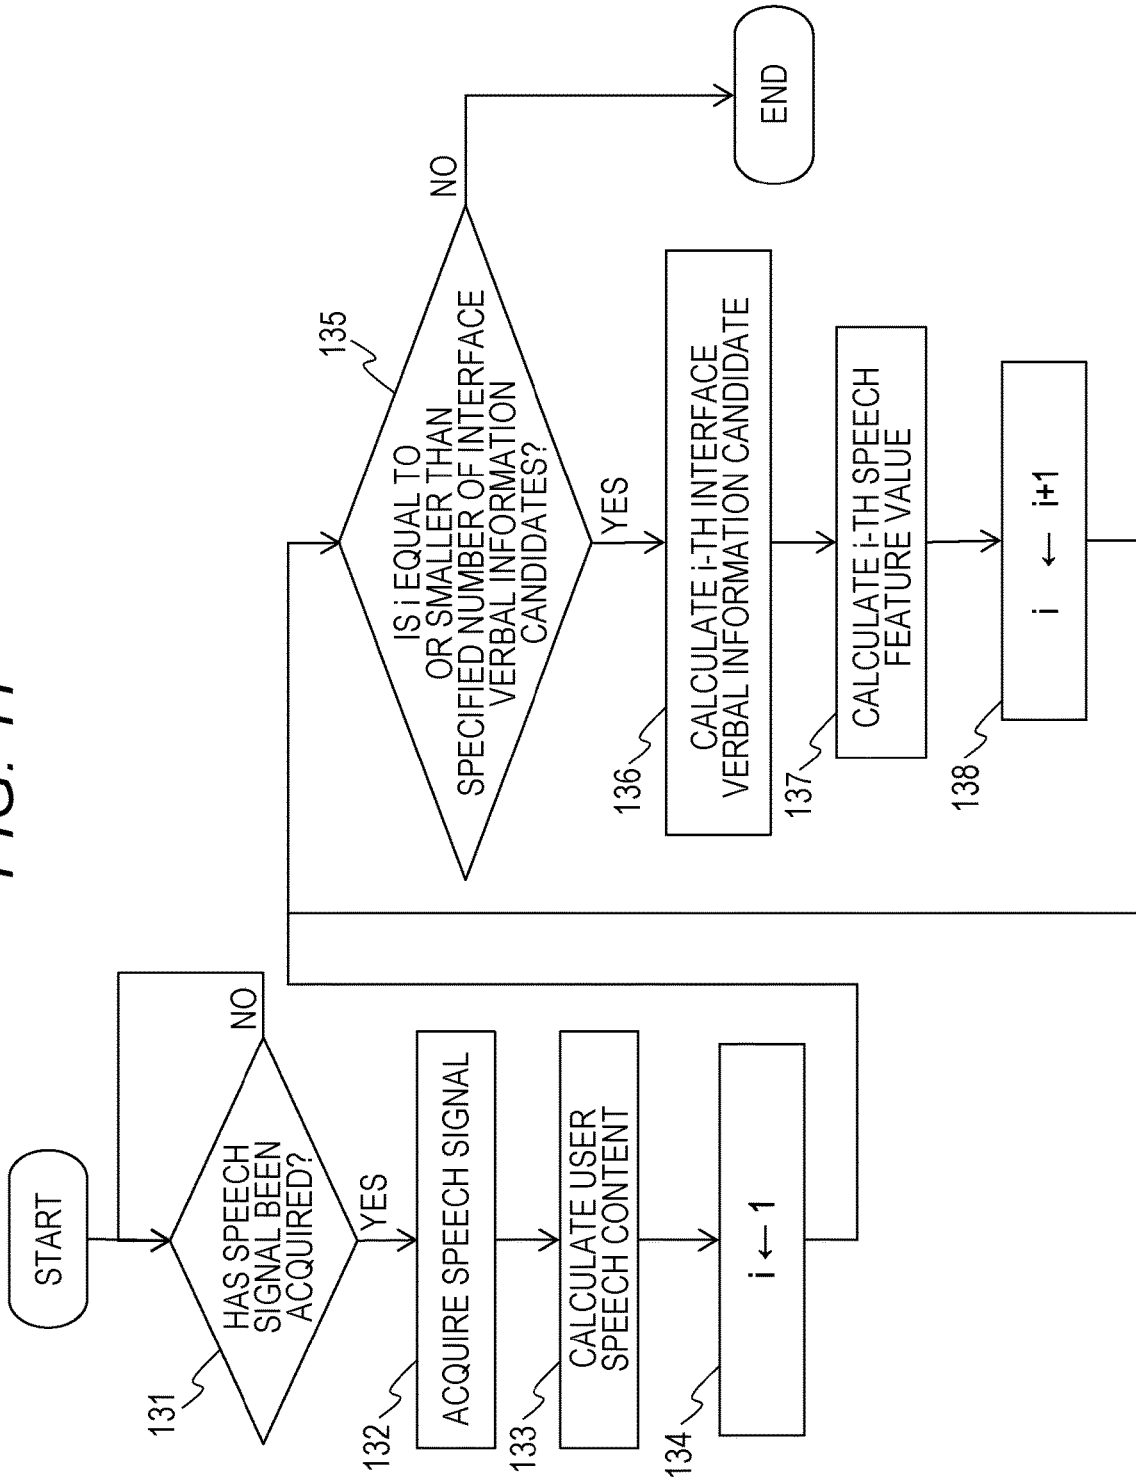 FIG.
START
131
HAS SPEECH
SIGNAL BEEN
ACQUIRED?
NO
YES
132
ACQUIRE SPEECH SIGNAL
133
CALCULATE USER
SPEECH CONTENT
134
i ← 1
135
IS i EQUAL TO
OR SMALLER THAN
SPECIFIED NUMBER OF INTERFACE
VERBAL INFORMATION
CANDIDATES?
NO
YES
END
136
CALCULATE i-TH INTERFACE
VERBAL INFORMATION CANDIDATE
137
CALCULATE i-TH SPEECH
FEATURE VALUE
138
i ← i+1